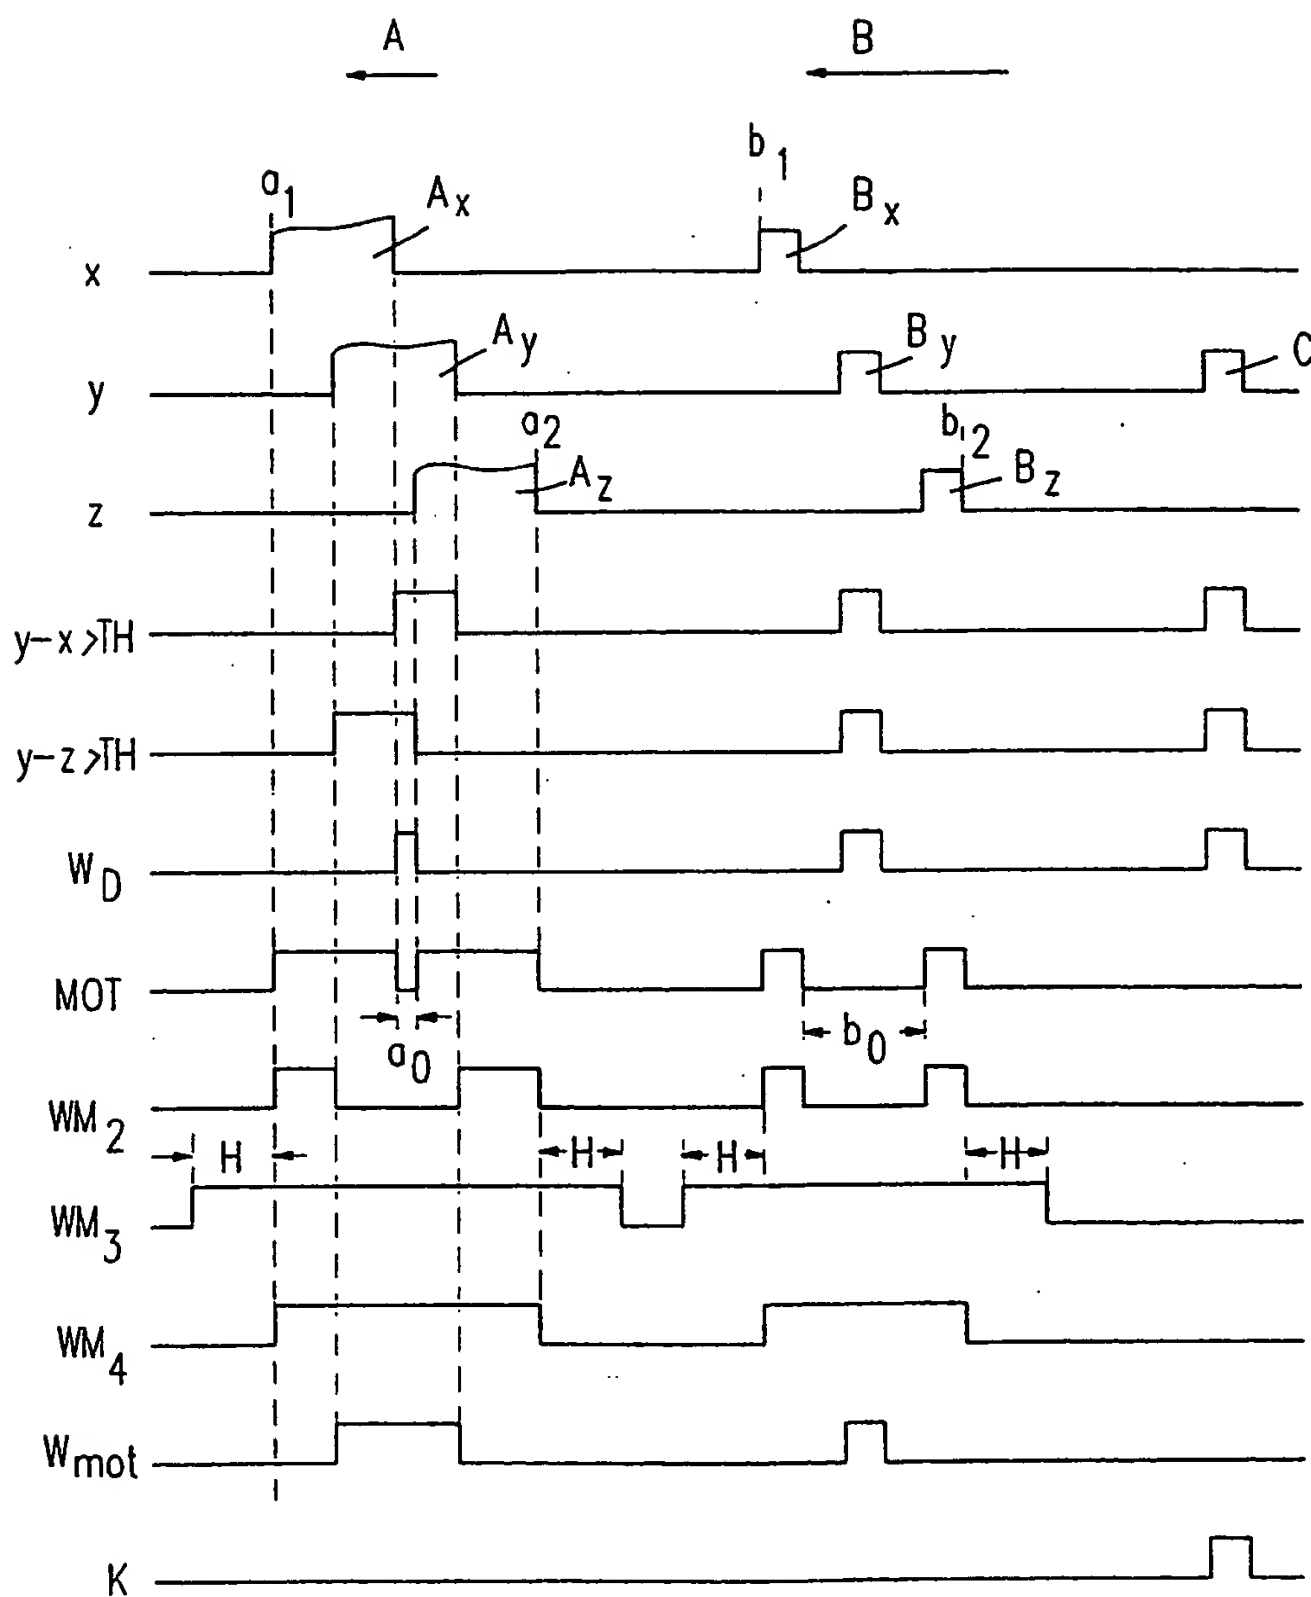 A B
a1 Ax b1 Bx
x
Ay By C
y
a2 Az b2 Bz
z
y-x>TH
y-z>TH
WD
MOT
a0 b0
WM2
H H H H
WM3
WM4
Wmot
K